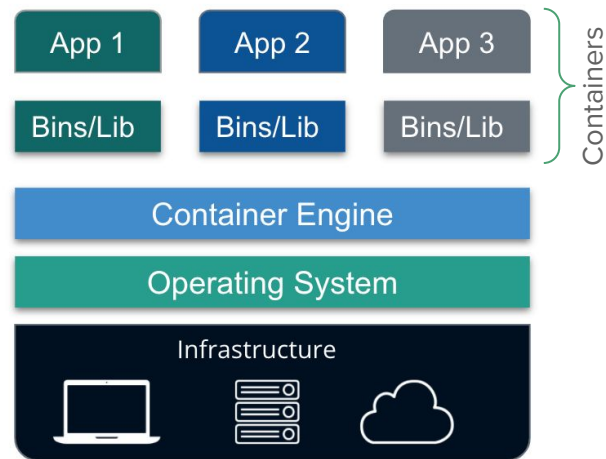 App 1
App 2
App 3
Bins/Lib
Bins/Lib
Bins/Lib
Containers
Container Engine
Operating System
Infrastructure